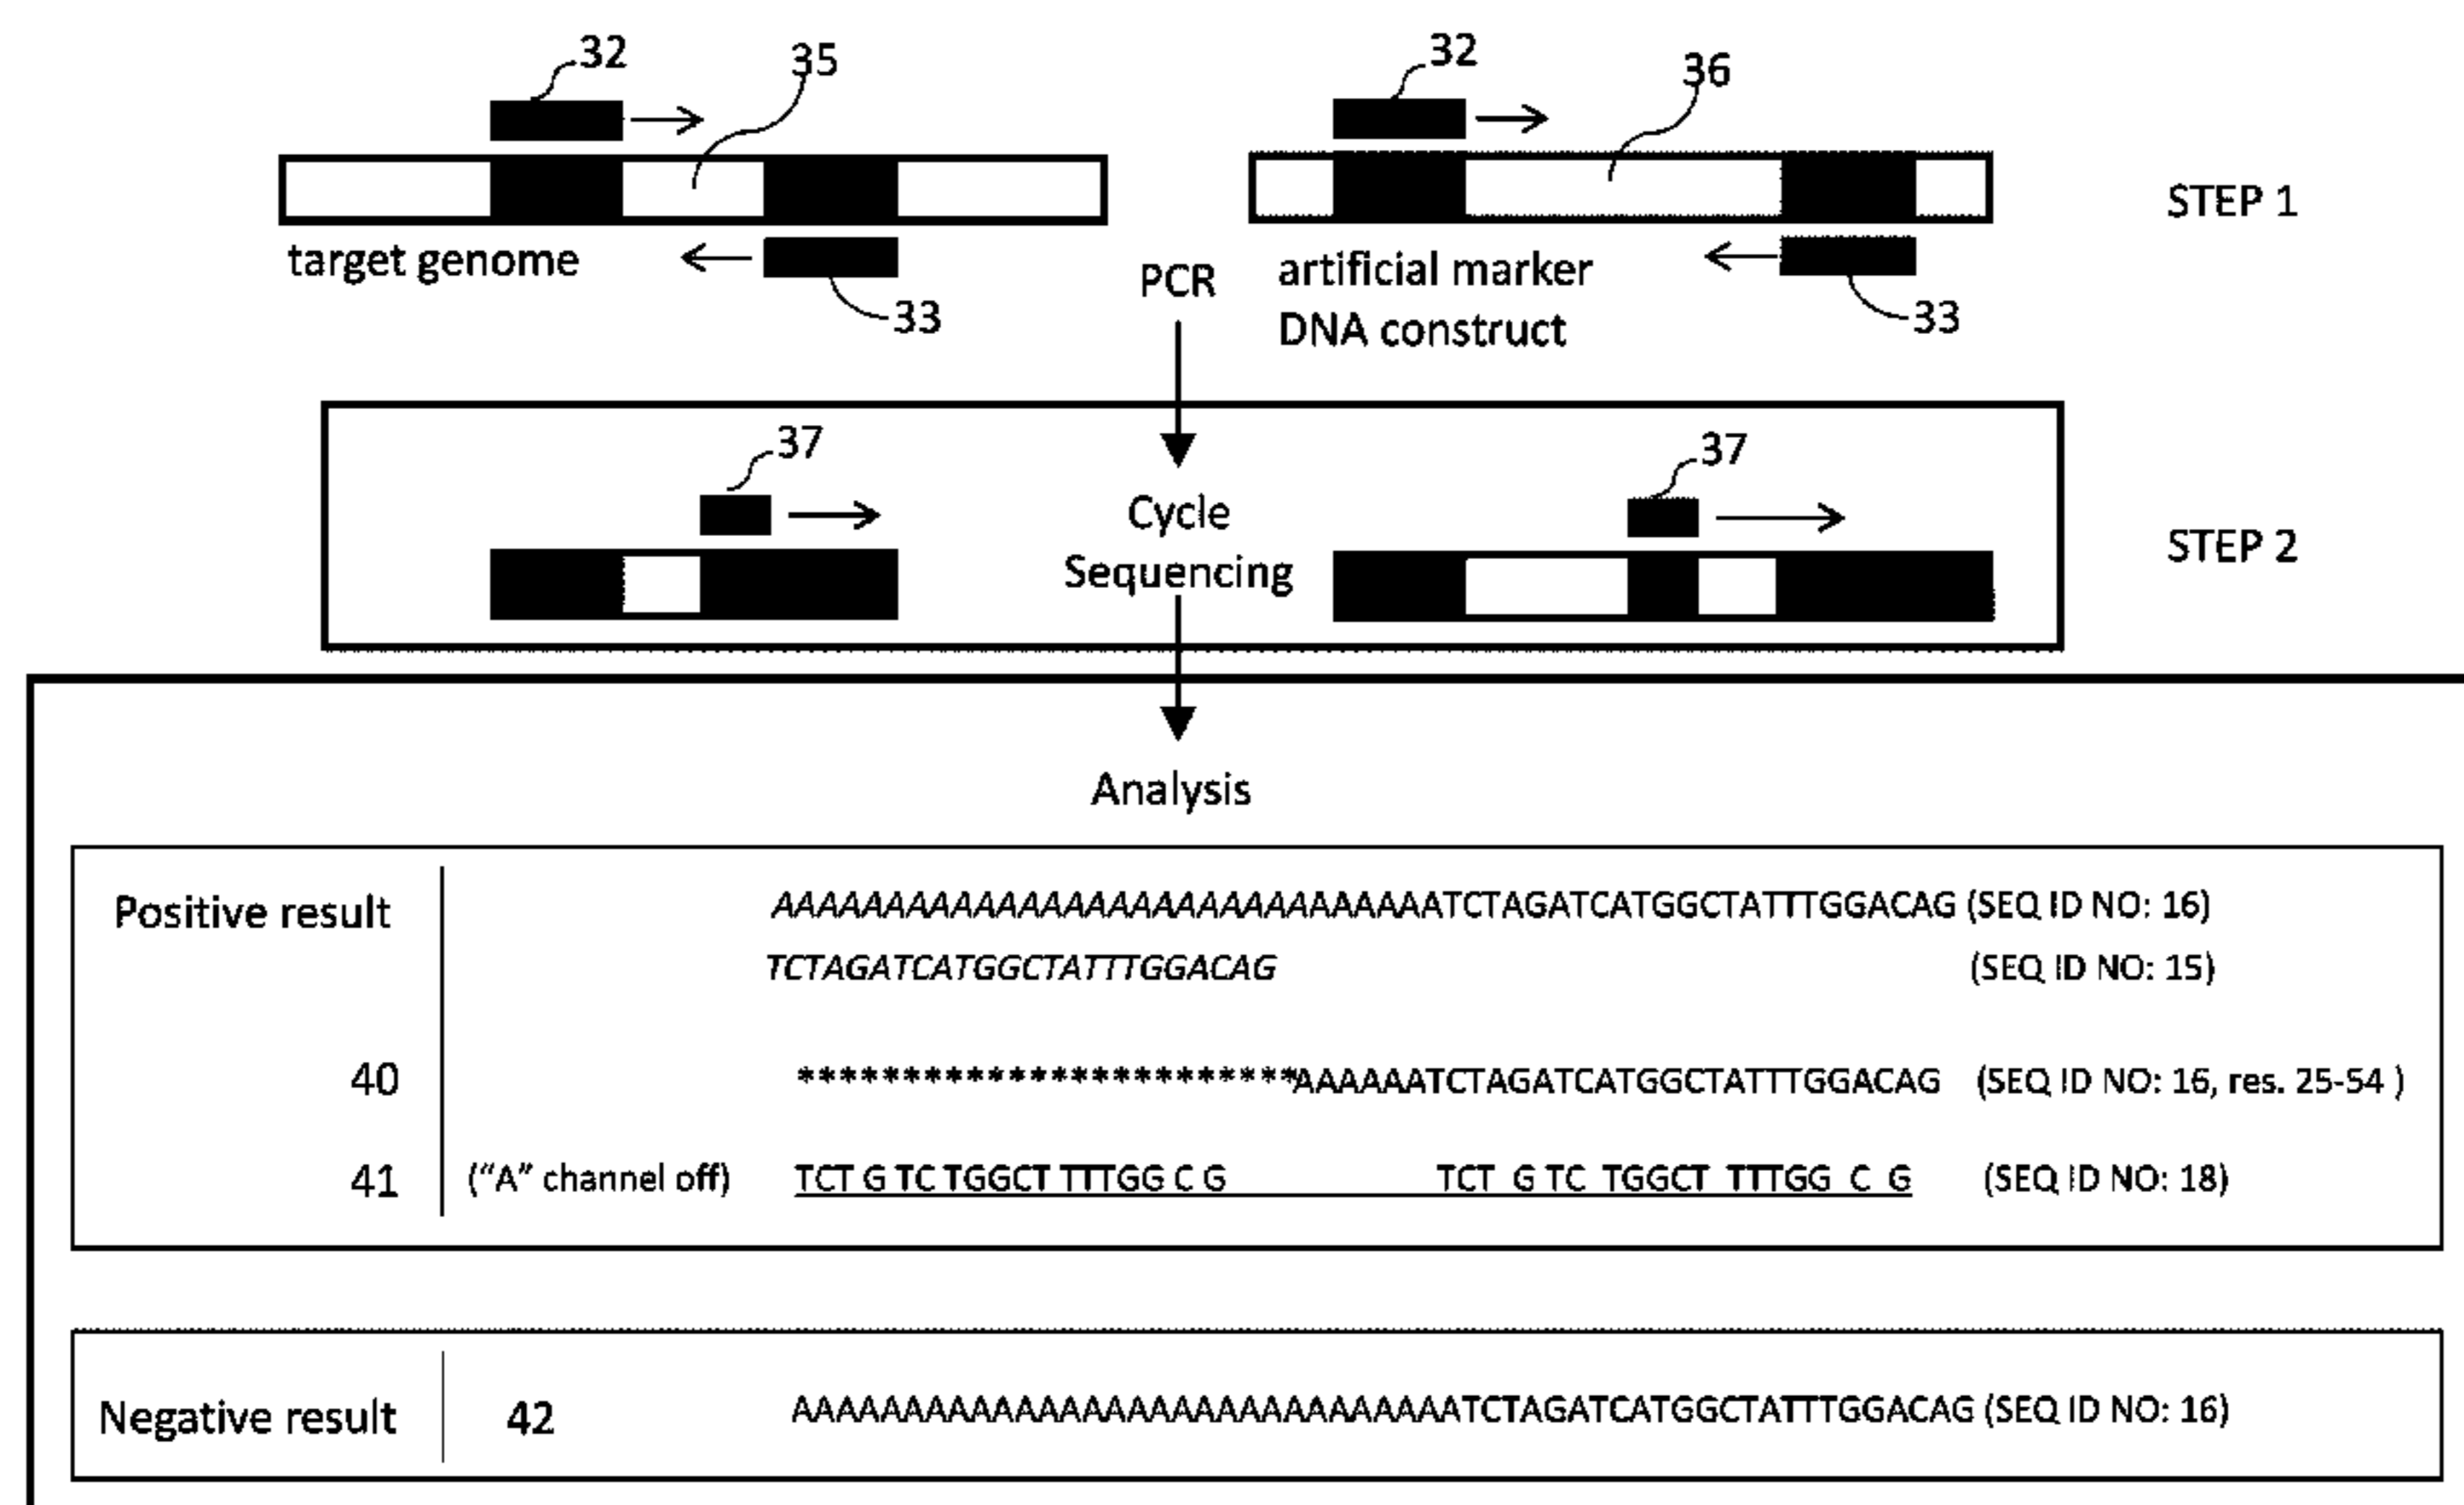 32
35
32
36
STEP 1
target genome
33
PCR
artificial marker
DNA construct
33
37
37
Cycle
Sequencing
STEP 2
Analysis
Positive result
AAAAAAAAAAAAAAAAAAAAAAAAAAAAAATCTAGATCATGGCTATTTGGACAG (SEQ ID NO: 16)
TCTAGATCATGGCTATTTGGACAG (SEQ ID NO: 15)
40 ************************AAAAAATCTAGATCATGGCTATTTGGACAG (SEQ ID NO: 16, res. 25-54 )
41 ("A" channel off) TCT G TC TGGCT TTTGG C G TCT G TC TGGCT TTTGG C G (SEQ ID NO: 18)
Negative result 42 AAAAAAAAAAAAAAAAAAAAAAAAAAAAAATCTAGATCATGGCTATTTGGACAG (SEQ ID NO: 16)